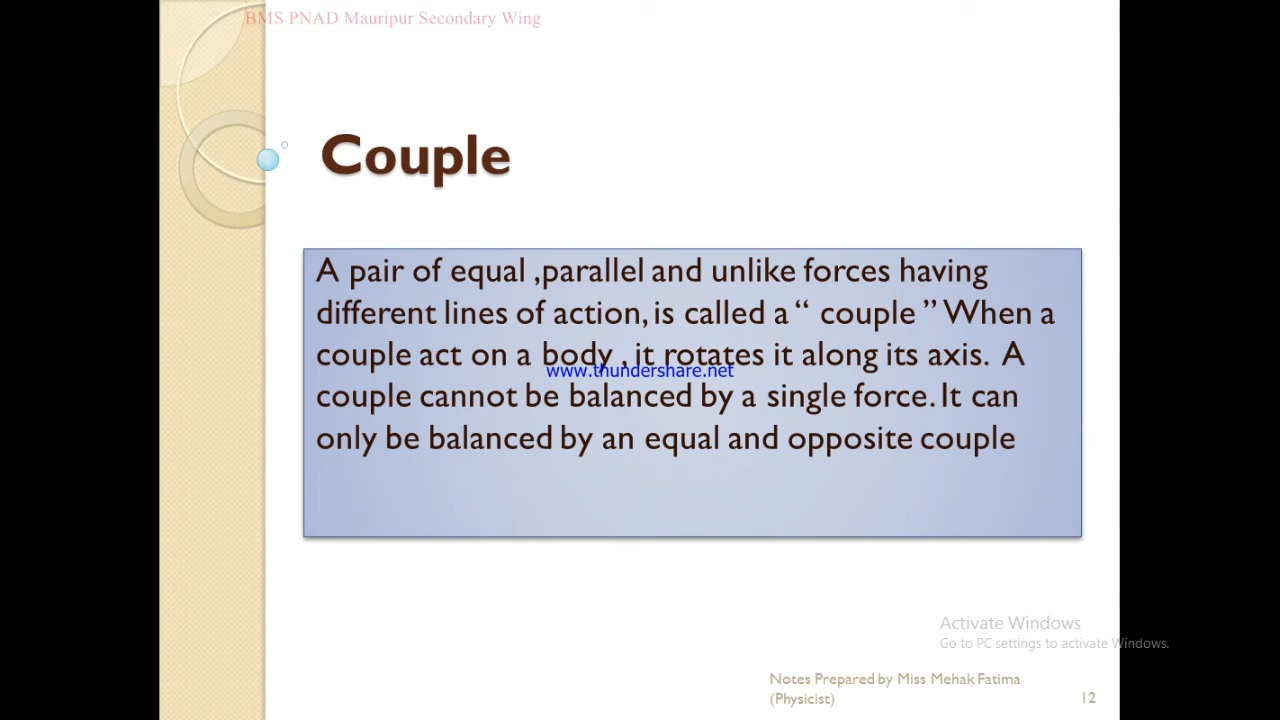 BMS PNAD Mauripur Secondary Wing
Couple
A pair of equal ,parallel and unlike forces having
different lines of action, is called a “ couple ” When a
couple act on a body , it rotates it along its axis. A
www.thundershare.net
couple cannot be balanced by a single force. It can
only be balanced by an equal and opposite couple
Activate Windows
Go to PC settings to activate Windows.
Notes Prepared by Miss Mehak Fatima
(Physicist)
12